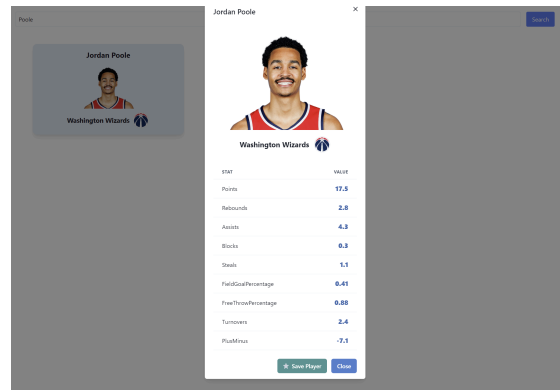 Poole
Search
Jordan Poole
Washington Wizards
Jordan Poole
×
Washington Wizards
STAT VALUE
Points 17.5
Rebounds 2.8
Assists 4.3
Blocks 0.3
Steals 1.1
FieldGoalPercentage 0.41
FreeThrowPercentage 0.88
Turnovers 2.4
PlusMinus -7.1
★ Save Player
Close